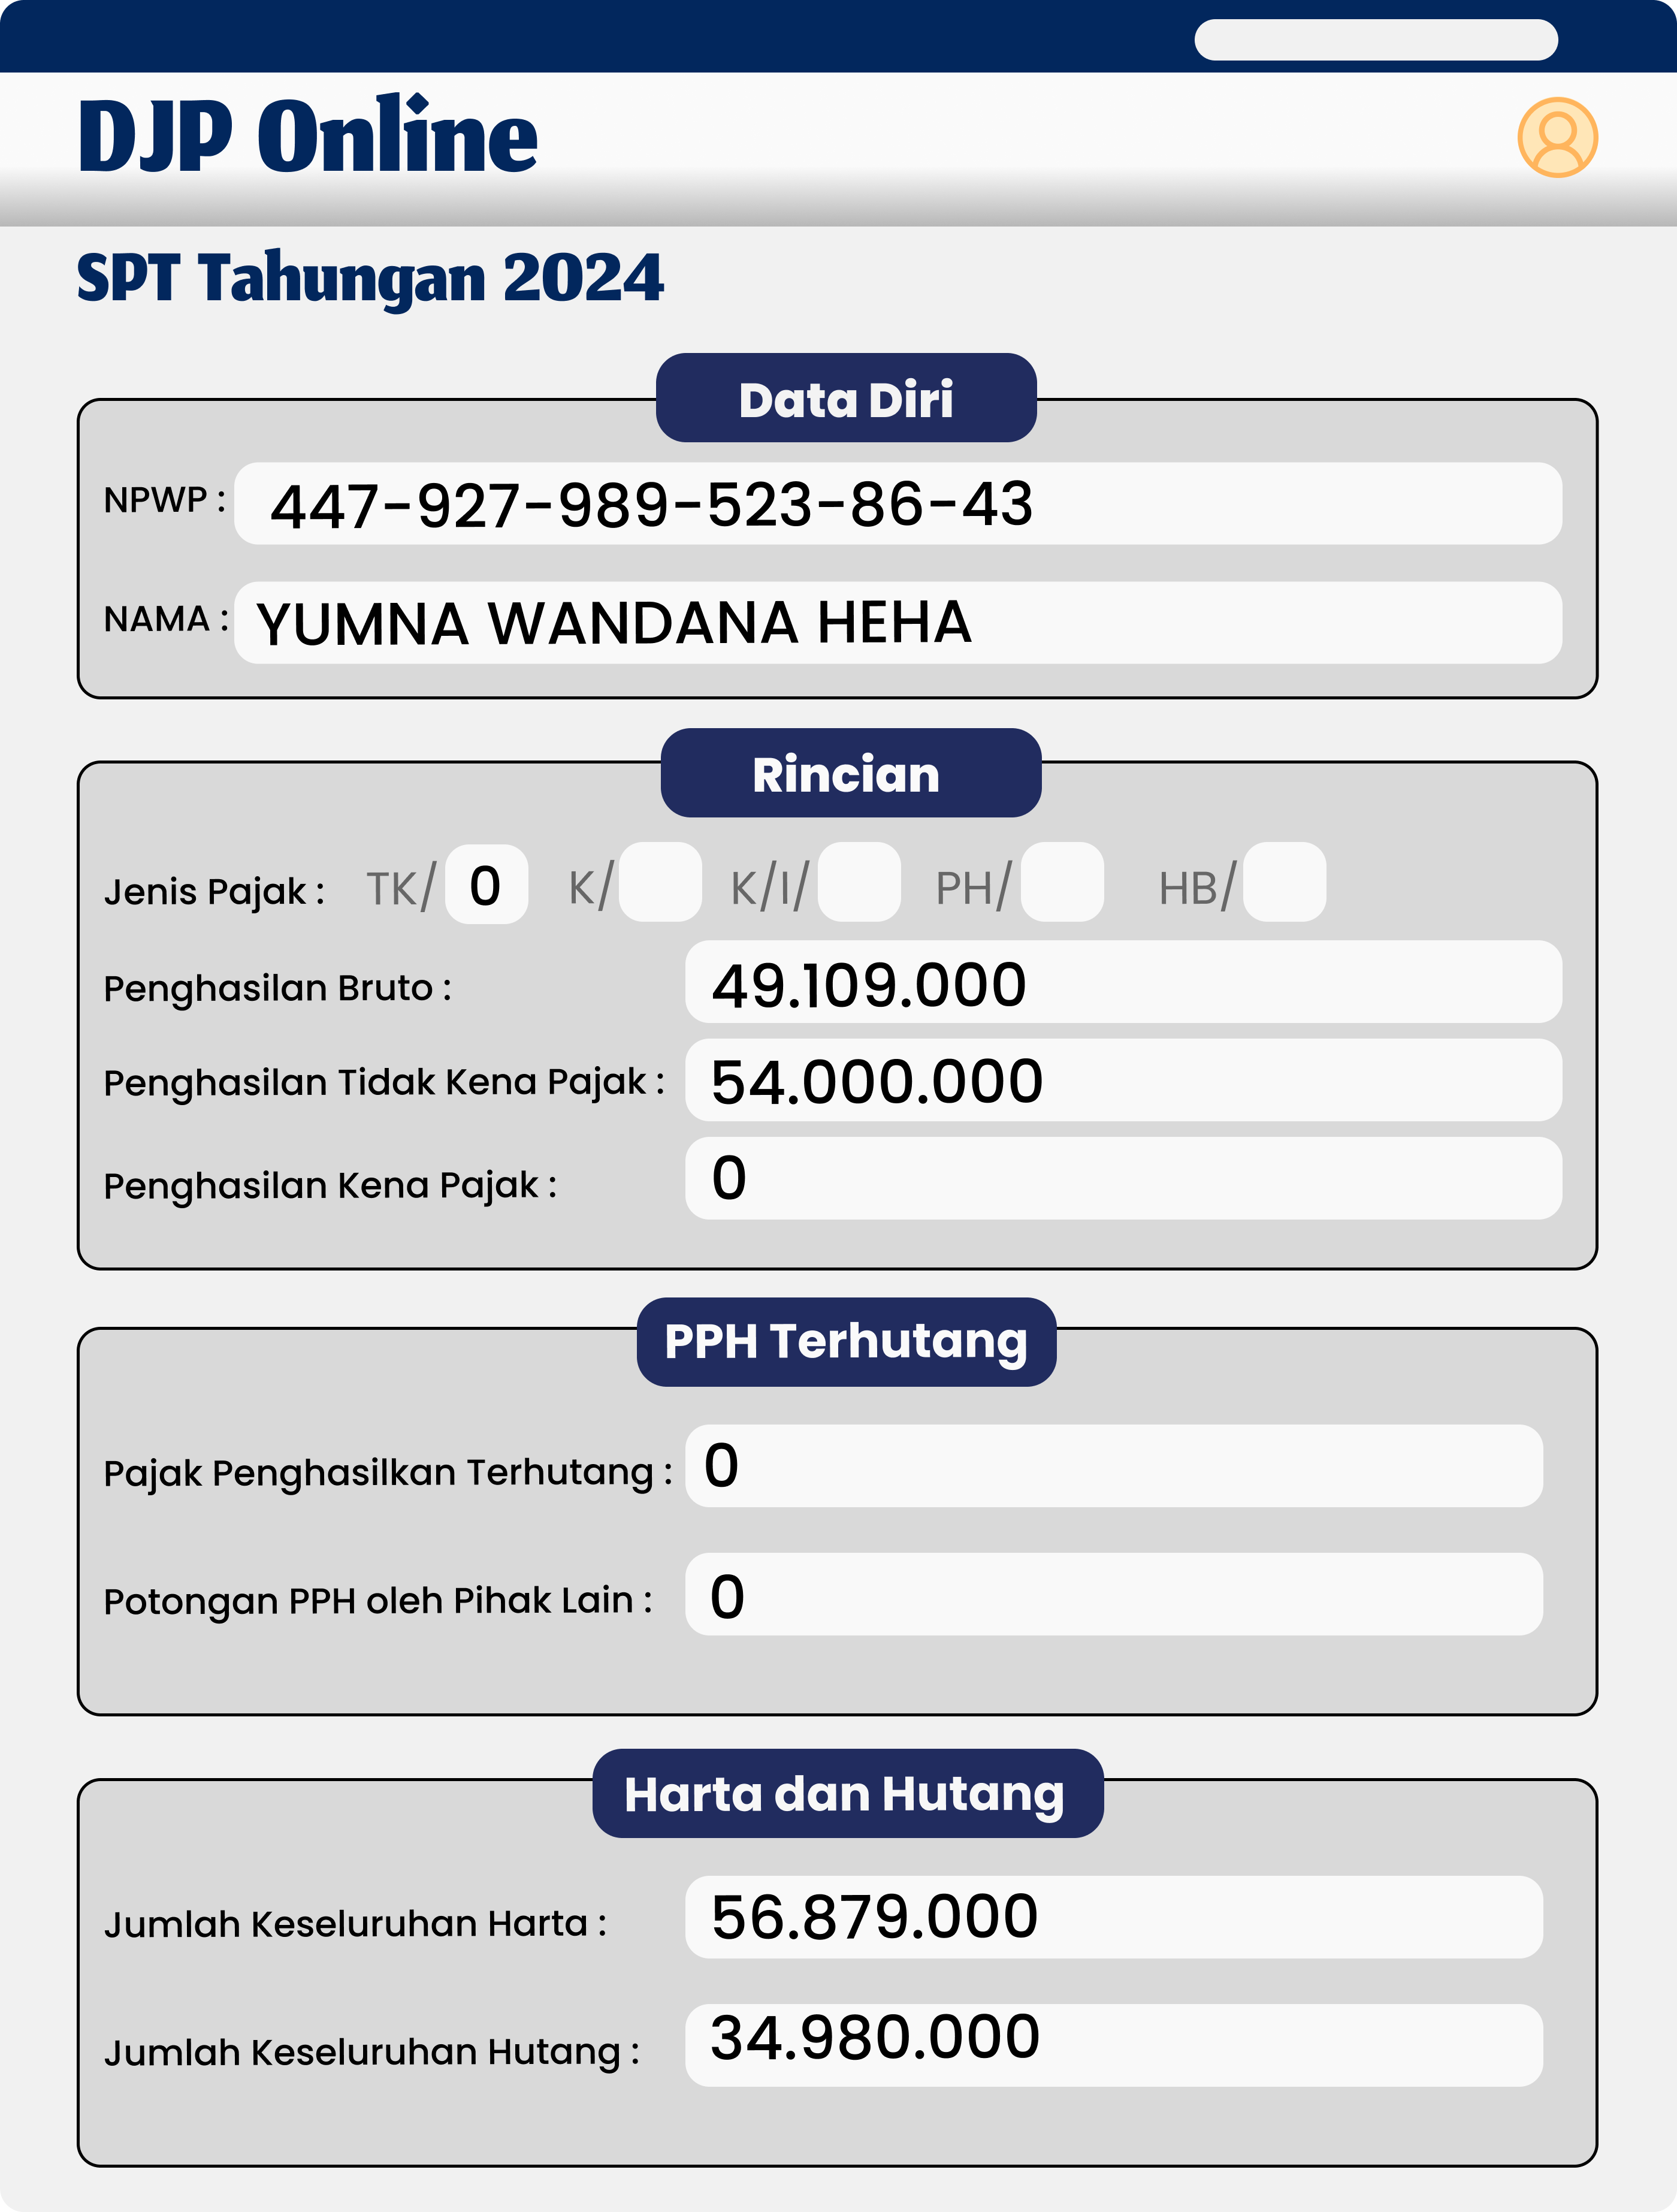 DJP Online
SPT Tahungan 2024
Data Diri
NPWP : 447-927-989-523-86-43
NAMA : YUMNA WANDANA HEHA
Rincian
Jenis Pajak : TK/ 0 K/ K/I/ PH/ HB/
Penghasilan Bruto : 49.109.000
Penghasilan Tidak Kena Pajak : 54.000.000
Penghasilan Kena Pajak : 0
PPH Terhutang
Pajak Penghasilkan Terhutang : 0
Potongan PPH oleh Pihak Lain : 0
Harta dan Hutang
Jumlah Keseluruhan Harta : 56.879.000
Jumlah Keseluruhan Hutang : 34.980.000